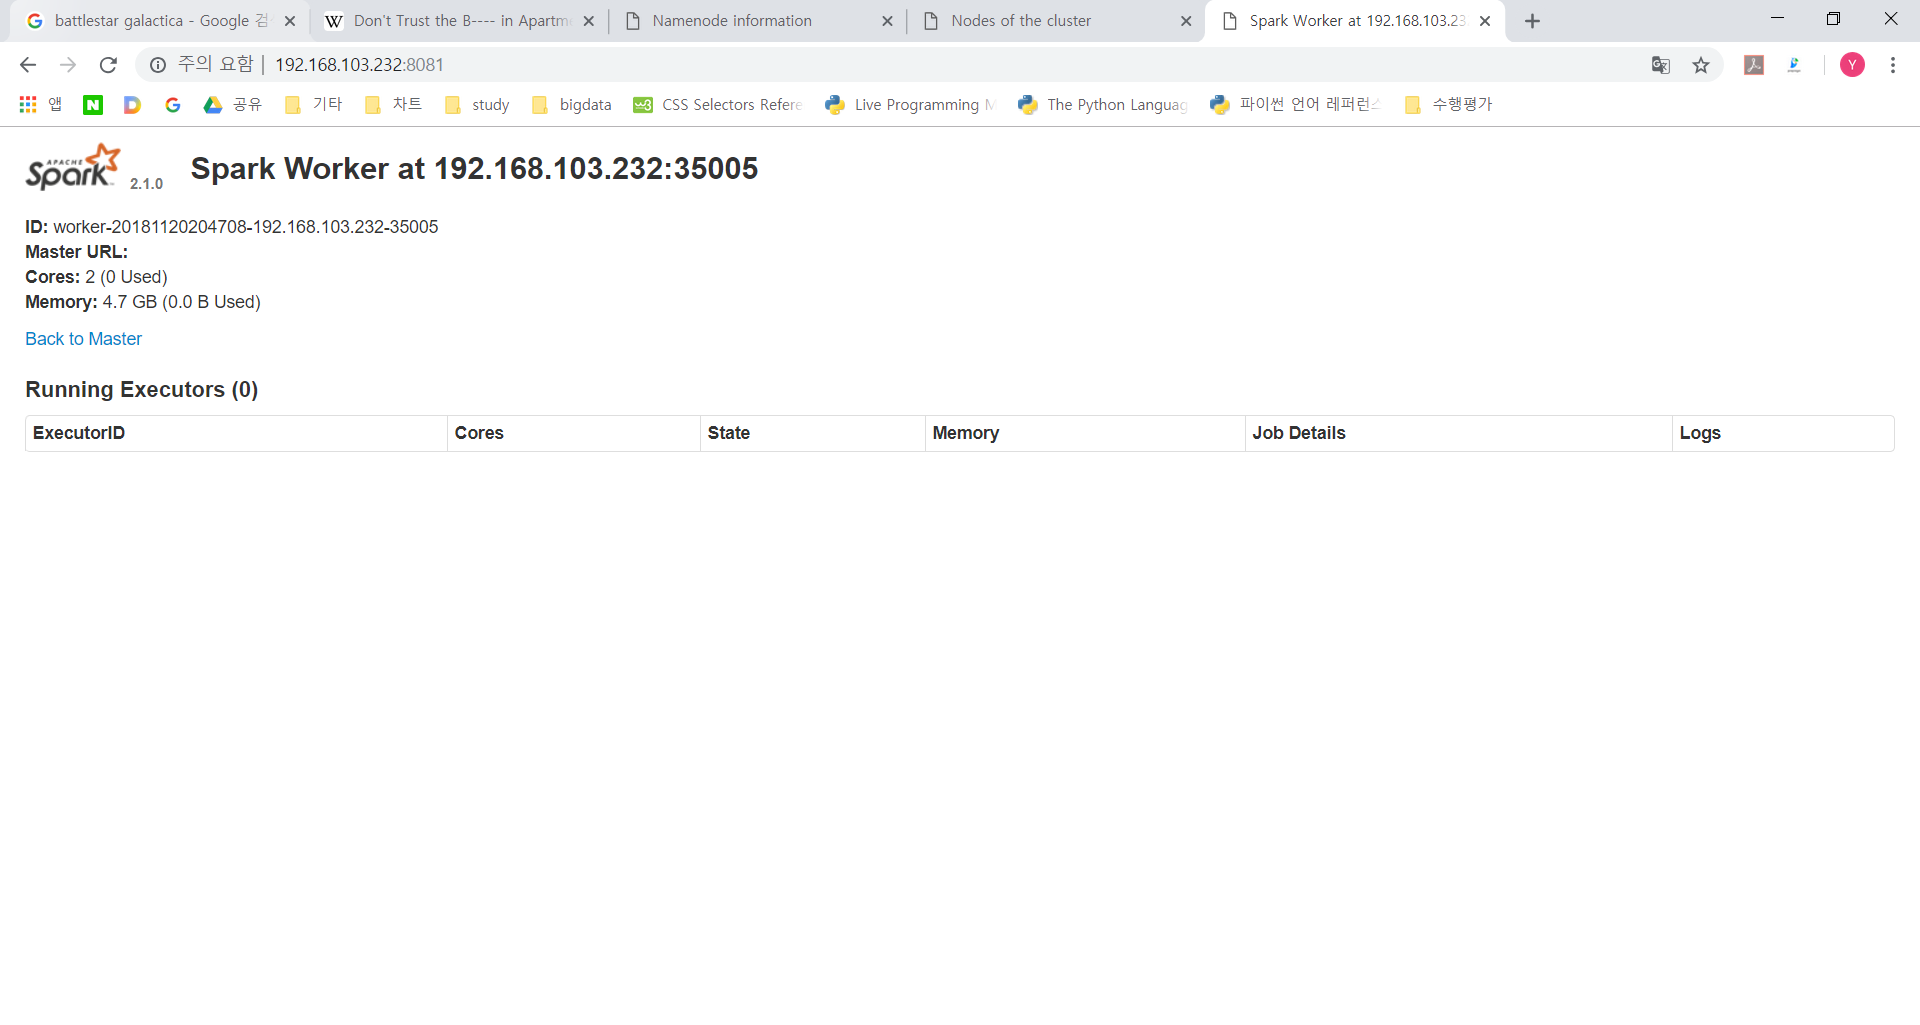 battlestar galactica - Google 검
Don't Trust the B---- in Apartme
Namenode information
Nodes of the cluster
Spark Worker at 192.168.103.23
주의 요함 192.168.103.232:8081
Y
앱
N
D
G
공유
기타
차트
study
bigdata
CSS Selectors Refere
Live Programming M
The Python Languag
파이썬 언어 레퍼런스
수행평가
APACHE
Spark 2.1.0
Spark Worker at 192.168.103.232:35005
ID: worker-20181120204708-192.168.103.232-35005
Master URL:
Cores: 2 (0 Used)
Memory: 4.7 GB (0.0 B Used)
Back to Master
Running Executors (0)
ExecutorID Cores State Memory Job Details Logs